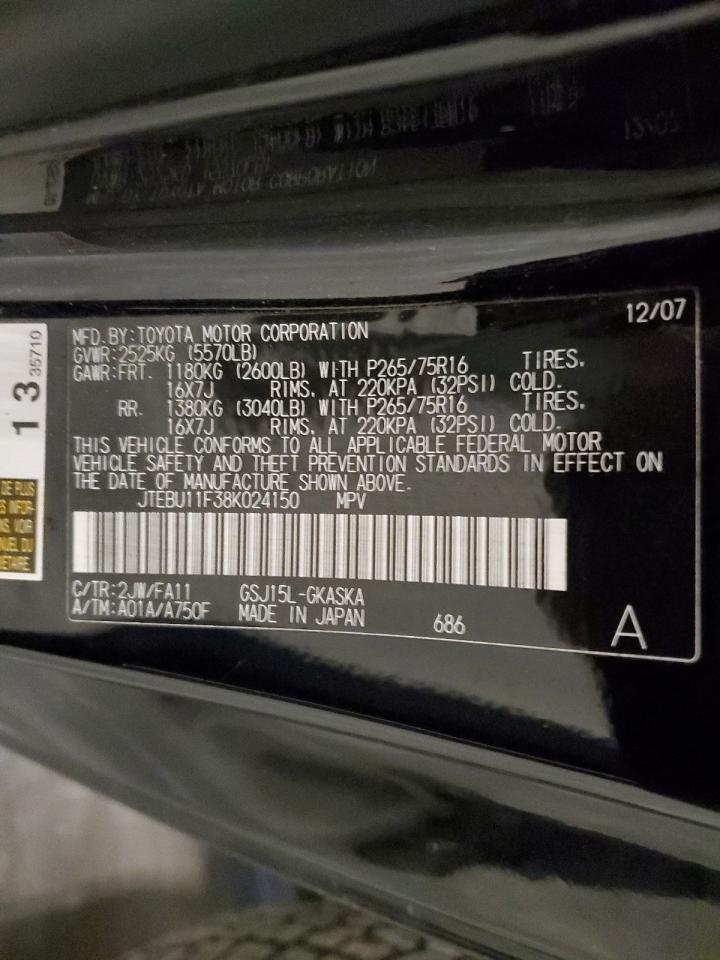 12/07
MFD. BY: TOYOTA MOTOR CORPORATION
GVWR: 2525KG (5570LB)
GAWR: FRT. 1180KG (2600LB) WITH P265/75R16 TIRES,
16X7J RIMS, AT 220KPA (32PSI) COLD.
RR. 1380KG (3040LB) WITH P265/75R16 TIRES,
16X7J RIMS, AT 220KPA (32PSI) COLD.
THIS VEHICLE CONFORMS TO ALL APPLICABLE FEDERAL MOTOR
VEHICLE SAFETY AND THEFT PREVENTION STANDARDS IN EFFECT ON
THE DATE OF MANUFACTURE SHOWN ABOVE.
JTEBU11F38K024150 MPV
C/TR: 2JW/FA11 GSJ15L-GKASKA
A/TM: A01A/A750F MADE IN JAPAN 686 A
13
35710
DE PLUS
VOIR
DU